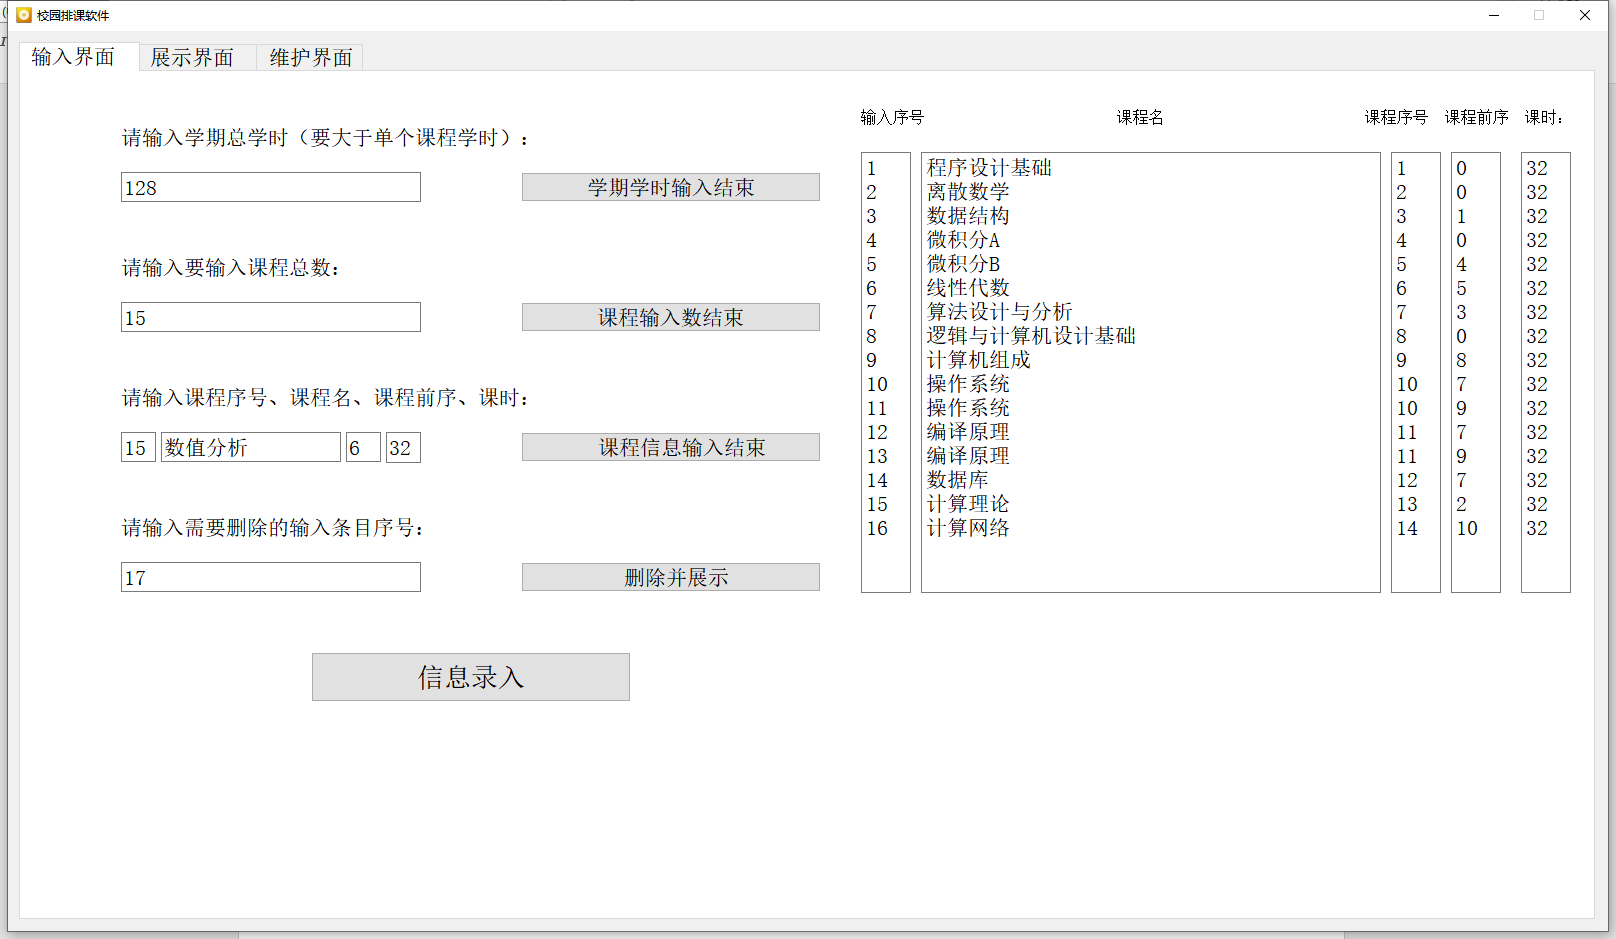 校园排课软件
输入界面 展示界面 维护界面
输入序号 课程名 课程序号 课程前序 课时：
请输入学期总学时（要大于单个课程学时）：
128 学期学时输入结束
请输入要输入课程总数：
15 课程输入数结束
请输入课程序号、课程名、课程前序、课时：
15 数值分析 6 32 课程信息输入结束
请输入需要删除的输入条目序号：
17 删除并展示
信息录入
1 程序设计基础 1 0 32
2 离散数学 2 0 32
3 数据结构 3 1 32
4 微积分A 4 0 32
5 微积分B 5 4 32
6 线性代数 6 5 32
7 算法设计与分析 7 3 32
8 逻辑与计算机设计基础 8 0 32
9 计算机组成 9 8 32
10 操作系统 10 7 32
11 操作系统 10 9 32
12 编译原理 11 7 32
13 编译原理 11 9 32
14 数据库 12 7 32
15 计算理论 13 2 32
16 计算网络 14 10 32